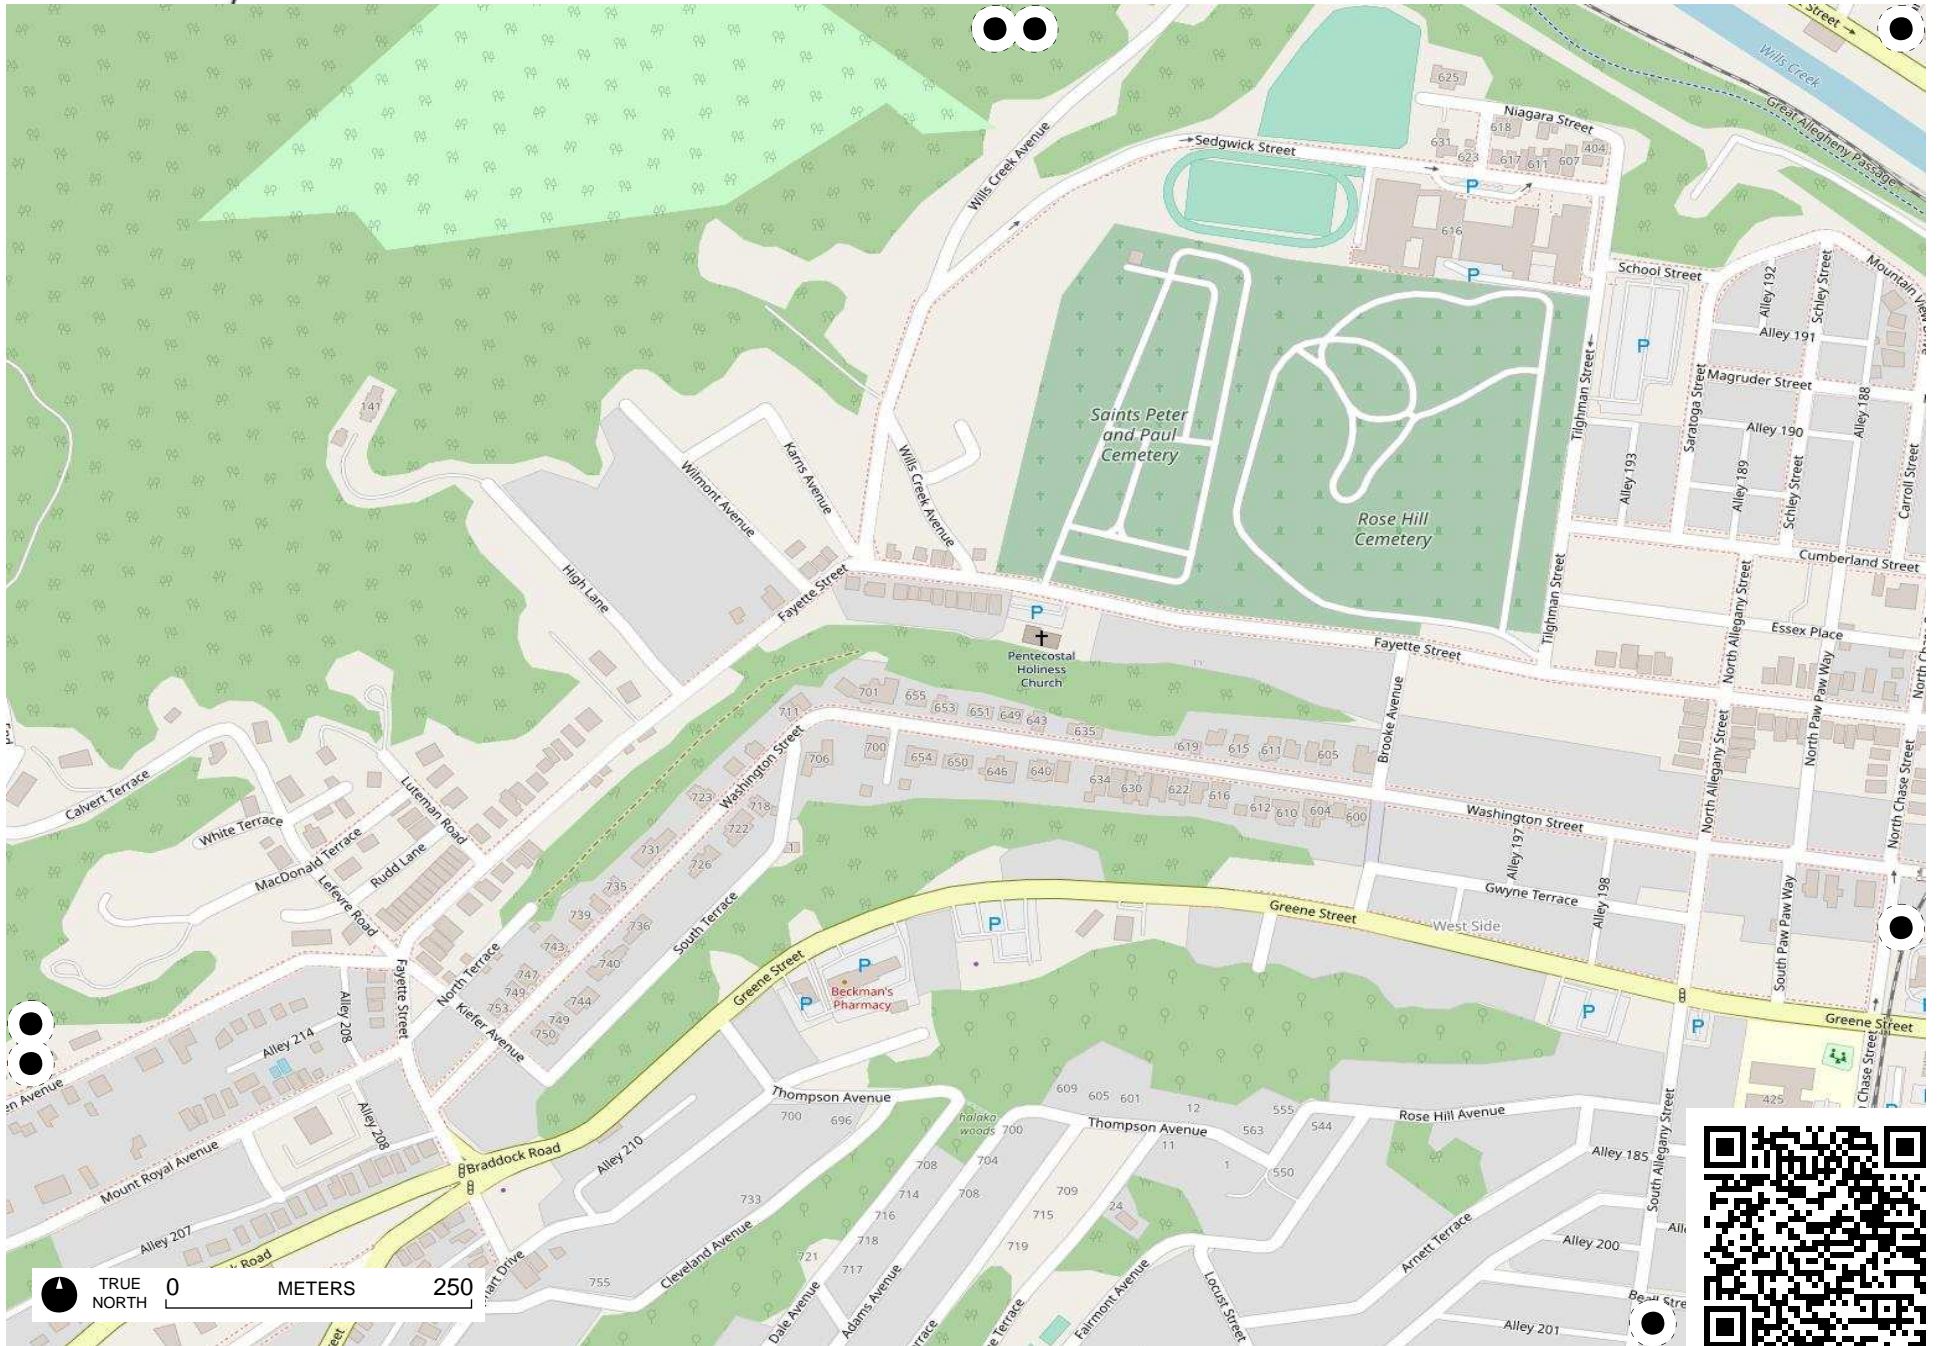 Street
Wills Creek
Great Allegheny Passage
625
Niagara Street
618
631
623
617
611
607
404
Sedgwick Street
P
Wills Creek Avenue
616
P
School Street
Mountain
Alley 192
Schley Street
Alley 191
P
Tilghman Street
Magruder Street
Saratoga Street
Alley 188
141
Saints Peter
and Paul
Cemetery
Alley 190
Karns Avenue
Wilmont Avenue
Wills Creek Avenue
Alley 193
Alley 189
Schley Street
Carroll Street
Rose Hill
Cemetery
Cumberland Street
High Lane
Fayette Street
P
Tilghman Street
North Allegany Street
Essex Place
Pentecostal
Holiness
Church
Fayette Street
701
655
653
651
649
643
635
711
Brooke Avenue
North Paw Paw Way
North Allegany Street
North Chase Street
Washington Street
706
700
654
650
646
640
619
615
611
605
634
630
622
616
612
610
604
600
Washington Street
Calvert Terrace
Luteman Road
White Terrace
MacDonald Terrace
Rudd Lane
Lefevre Road
723
718
722
731
726
1
735
739
736
743
740
747
749
753
744
749
750
South Terrace
North Terrace
Kiefer Avenue
Fayette Street
Alley 197
Gwyne Terrace
Alley 198
South Paw Paw Way
Greene Street
West Side
P
P
Beckman's
Pharmacy
P
Greene Street
P
P
Greene Street
Alley 208
Alley 214
en Avenue
Alley 208
Thompson Avenue
700
696
halaka
woods
700
609
605
601
12
555
Thompson Avenue
11
563
544
Rose Hill Avenue
425
Chase Street
South Allegany Street
Mount Royal Avenue
Braddock Road
Alley 210
708
704
1
550
Alley 185
733
714
708
709
24
716
715
Alley 207
Cleveland Avenue
721
718
719
717
Arnett Terrace
Alley 200
755
Dale Avenue
Adams Avenue
Fairmont Avenue
Locust Street
Alley 201
TRUE
NORTH
0 METERS 250